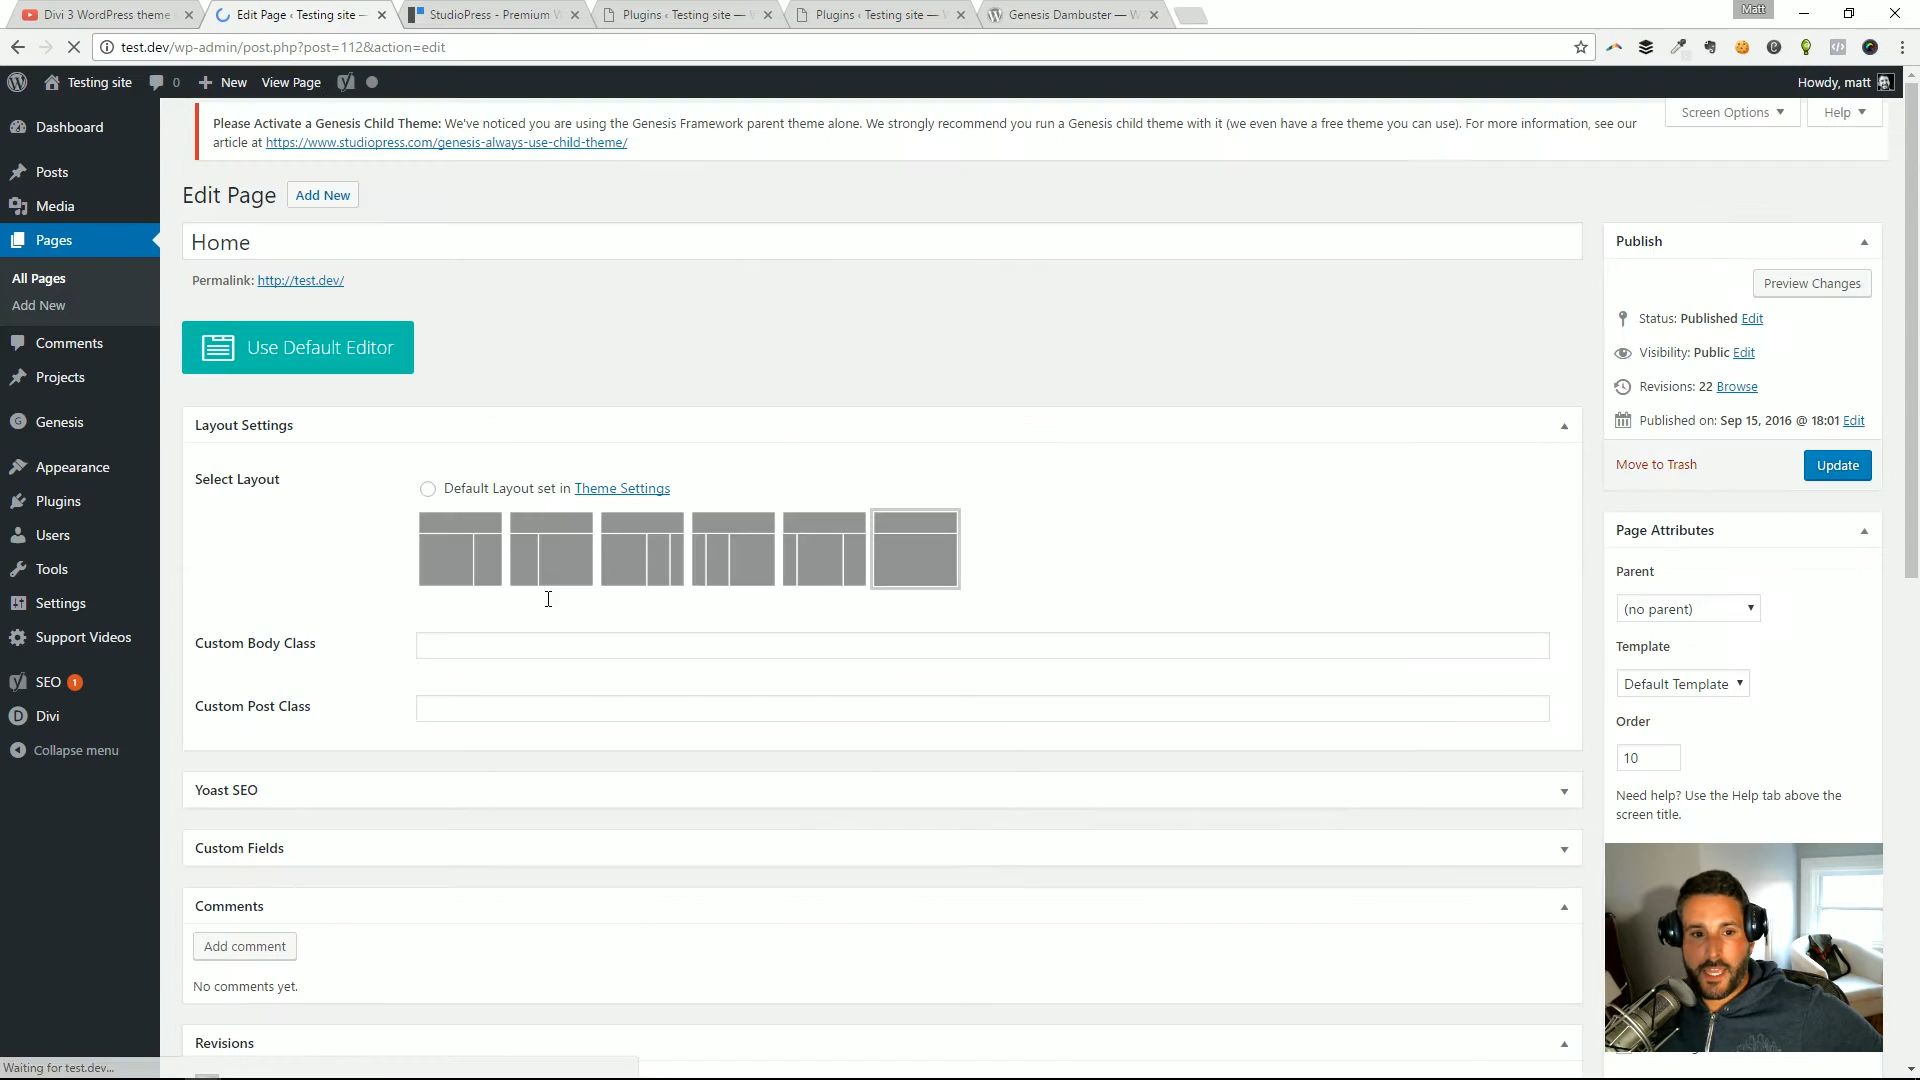 Divi 3 WordPress theme
Edit Page ‹ Testing site —
StudioPress - Premium W
Plugins ‹ Testing site — W
Plugins ‹ Testing site — W
Genesis Dambuster — W
Matt
test.dev/wp-admin/post.php?post=112&action=edit
Testing site
0
New
View Page
Howdy, matt
Dashboard
Posts
Media
Pages
All Pages
Add New
Comments
Projects
Genesis
Appearance
Plugins
Users
Tools
Settings
Support Videos
SEO 1
Divi
Collapse menu
Please Activate a Genesis Child Theme: We've noticed you are using the Genesis Framework parent theme alone. We strongly recommend you run a Genesis child theme with it (we even have a free theme you can use). For more information, see our
article at https://www.studiopress.com/genesis-always-use-child-theme/
Screen Options
Help
Edit Page
Add New
Home
Permalink: http://test.dev/
Use Default Editor
Layout Settings
Select Layout
Default Layout set in Theme Settings
Custom Body Class
Custom Post Class
Yoast SEO
Custom Fields
Comments
Add comment
No comments yet.
Revisions
Publish
Preview Changes
Status: Published Edit
Visibility: Public Edit
Revisions: 22 Browse
Published on: Sep 15, 2016 @ 18:01 Edit
Move to Trash
Update
Page Attributes
Parent
(no parent)
Template
Default Template
Order
10
Need help? Use the Help tab above the
screen title.
Waiting for test.dev...